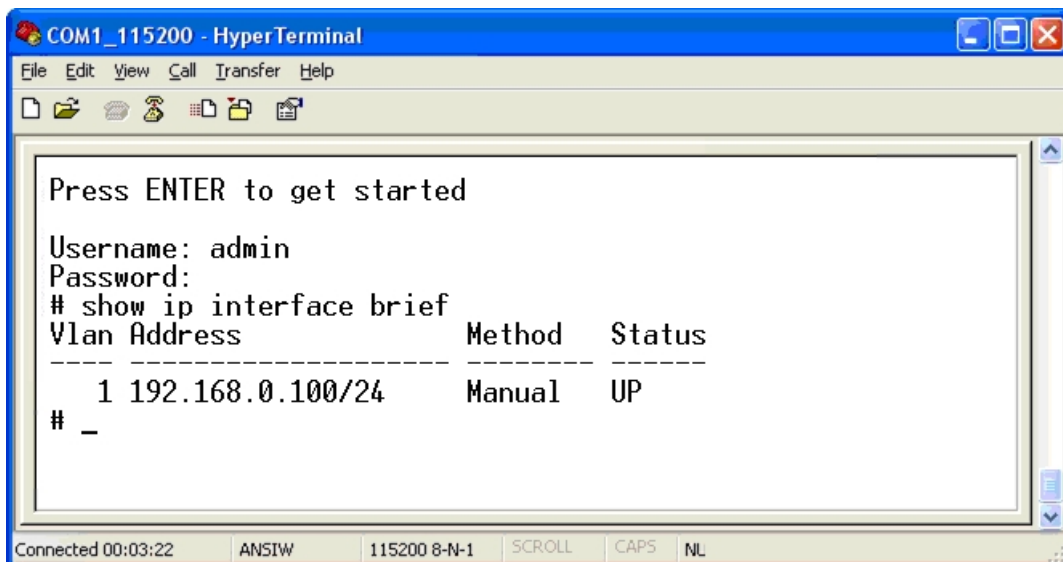 COM1_115200 - HyperTerminal
File Edit View Call Transfer Help
Press ENTER to get started
Username: admin
Password:
# show ip interface brief
Vlan Address Method Status
---- -------------------- -------- ------
1 192.168.0.100/24 Manual UP
# _
Connected 00:03:22 ANSIW 115200 8-N-1 SCROLL CAPS NU